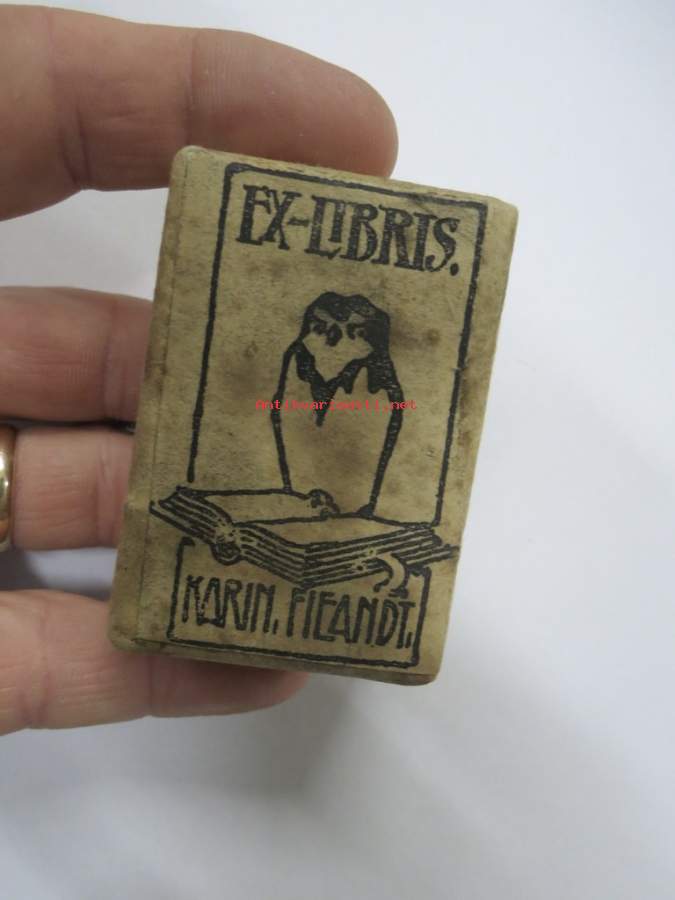 EX-LIBRIS.
Antikvariaatti.net
KARIN. FIEANDT.